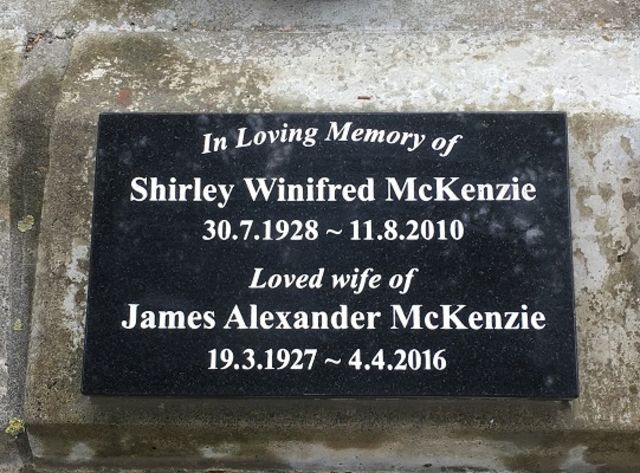 In Loving Memory of
Shirley Winifred McKenzie
30.7.1928 ~ 11.8.2010
Loved wife of
James Alexander McKenzie
19.3.1927 ~ 4.4.2016